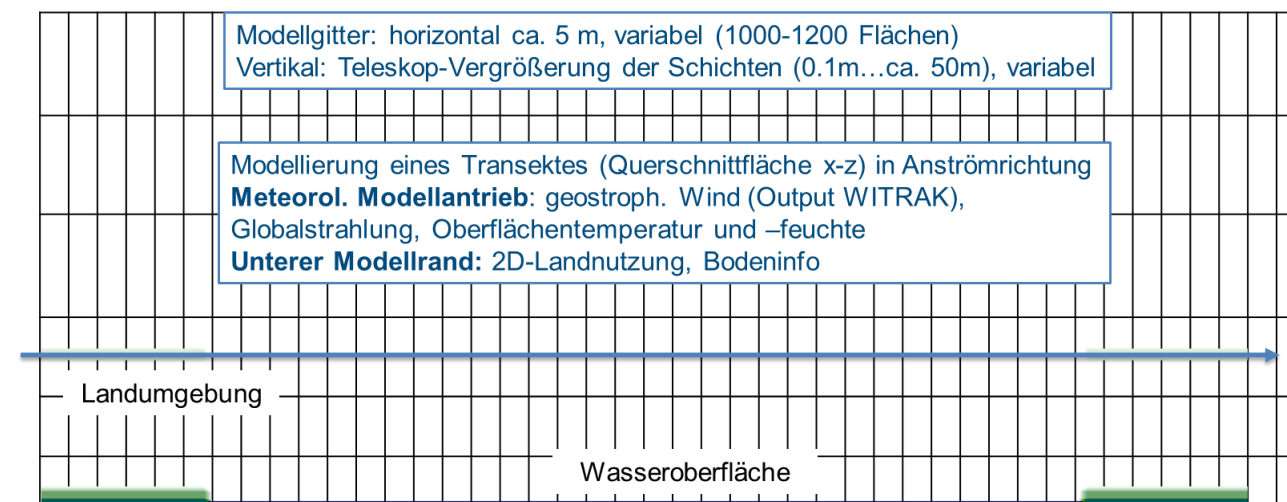 Modellgitter: horizontal ca. 5 m, variabel (1000-1200 Flächen)
Vertikal: Teleskop-Vergrößerung der Schichten (0.1m…ca. 50m), variabel
Modellierung eines Transektes (Querschnittfläche x-z) in Anströmrichtung
Meteorol. Modellantrieb: geostroph. Wind (Output WITRAK),
Globalstrahlung, Oberflächentemperatur und –feuchte
Unterer Modellrand: 2D-Landnutzung, Bodeninfo
Landumgebung
Wasseroberfläche